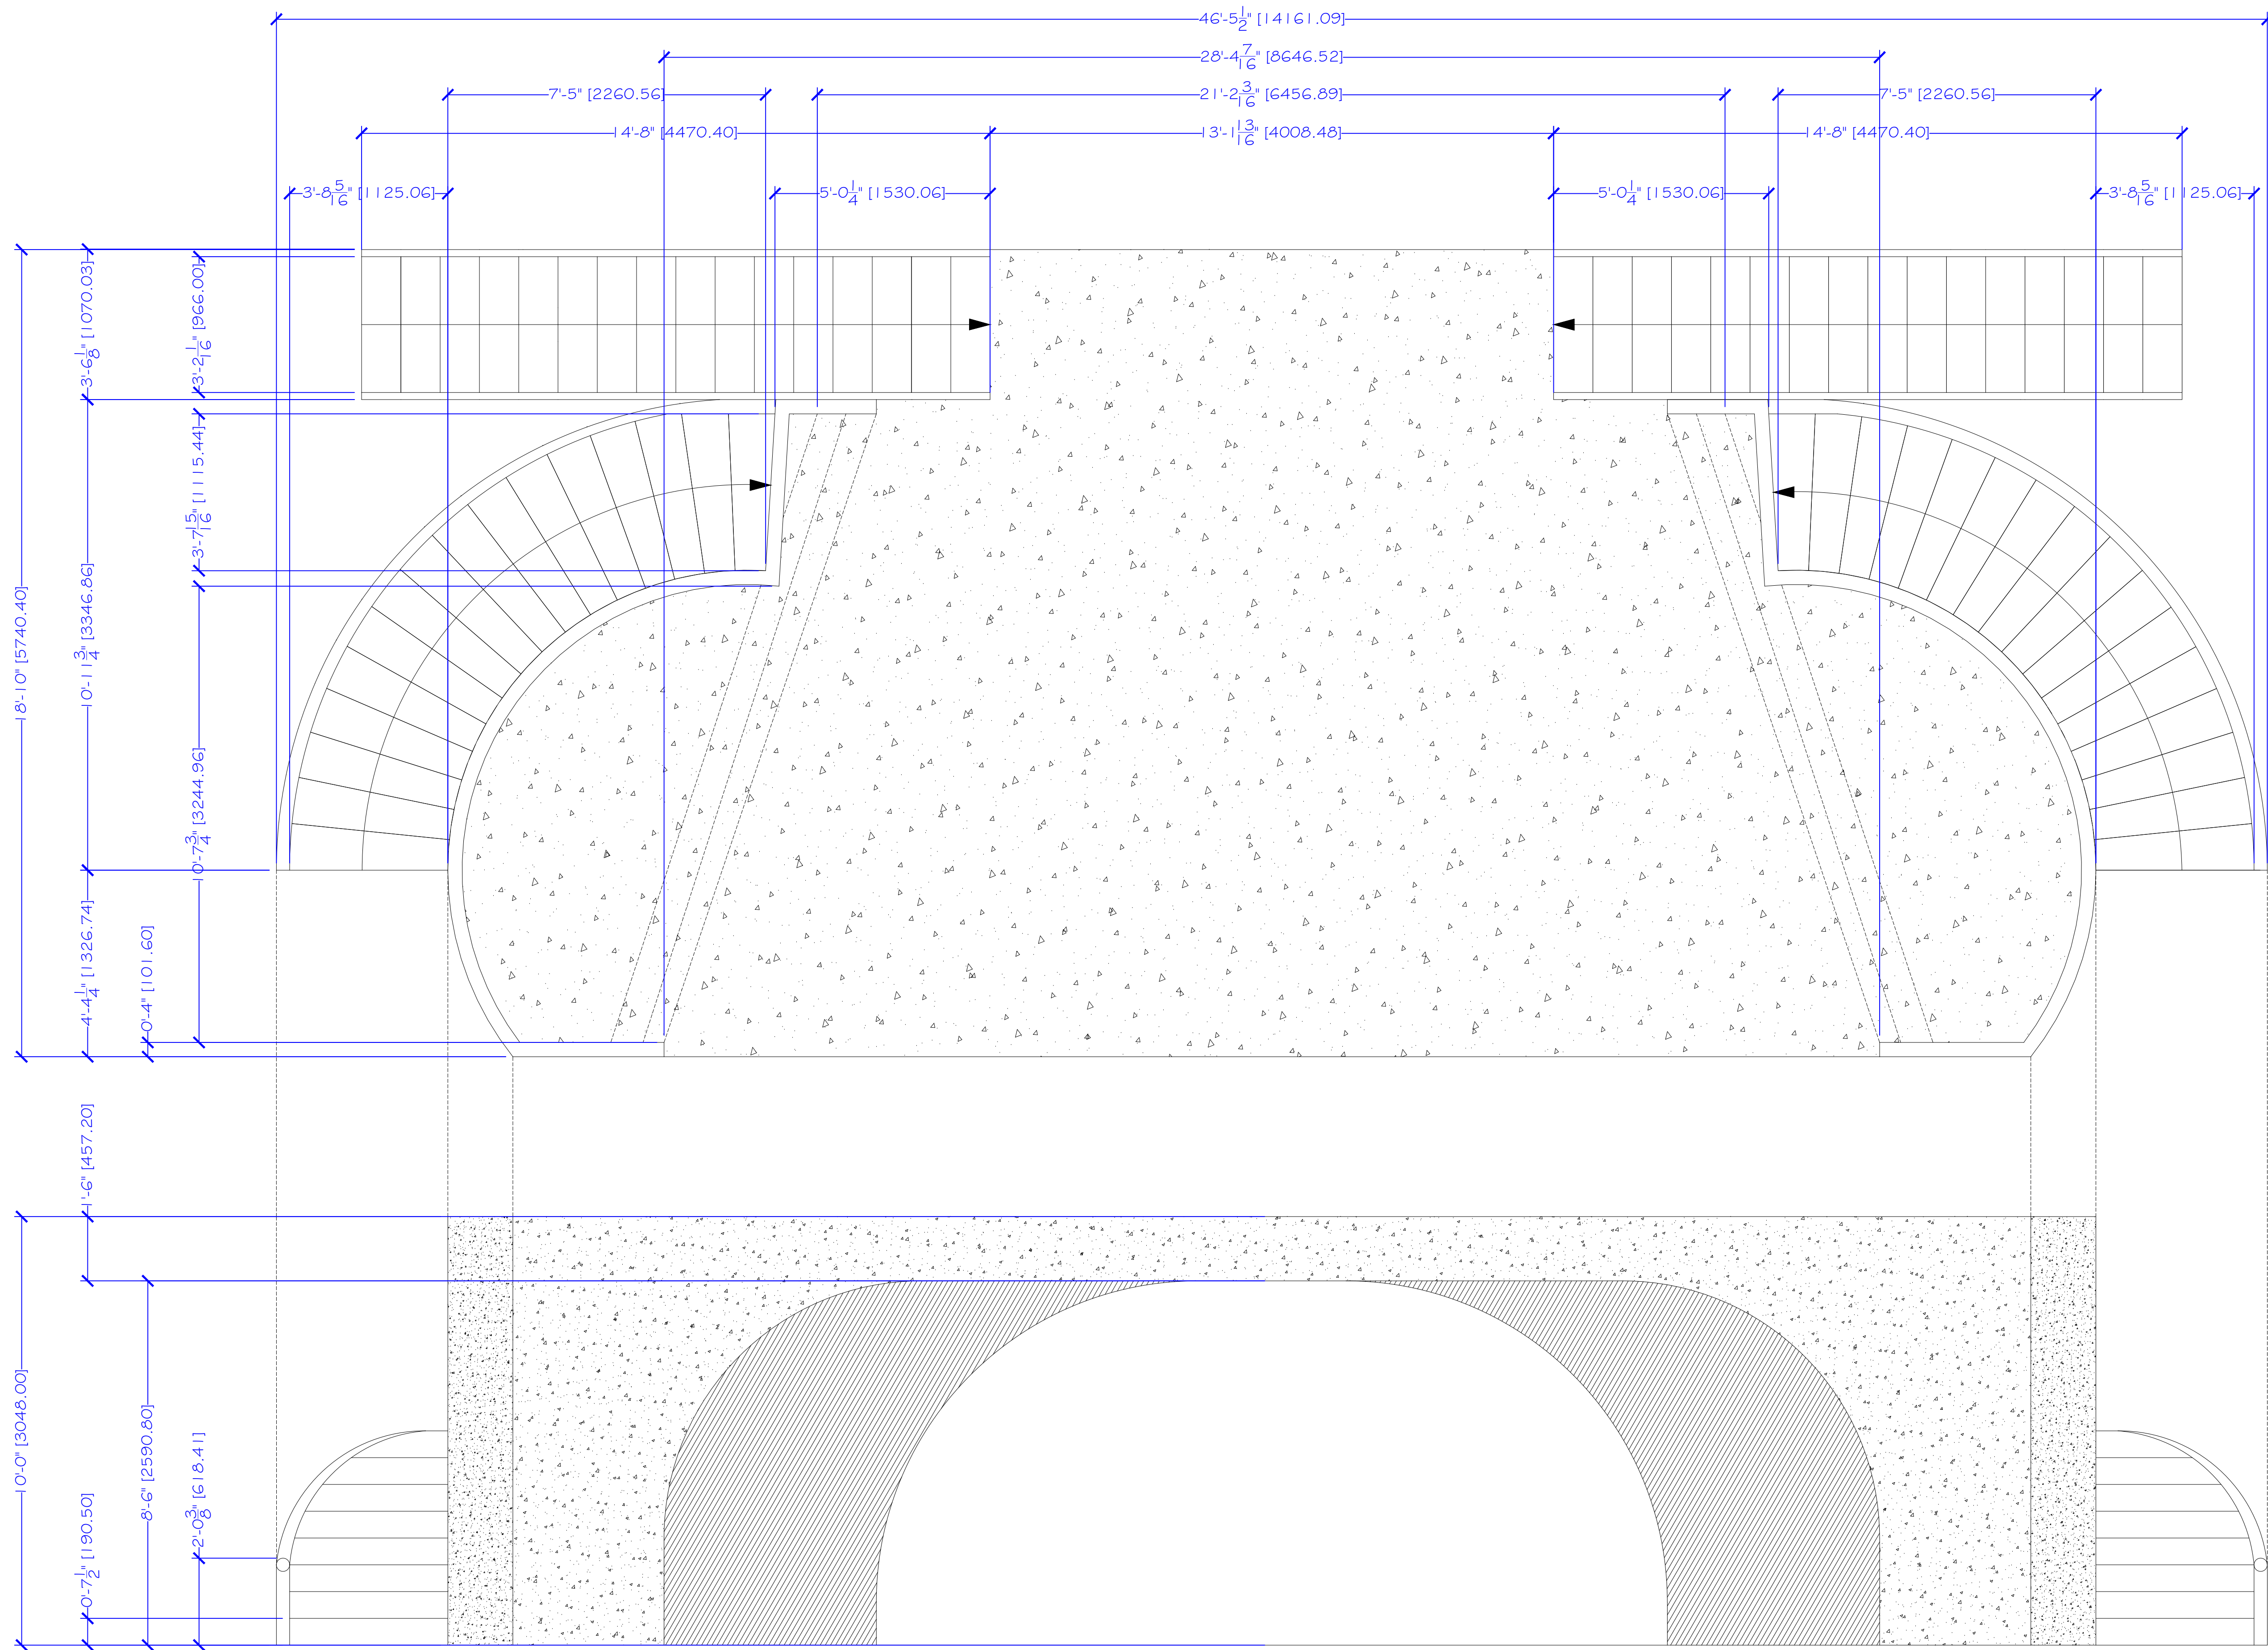 46'-5 1/2" [14161.09]
28'-4 7/16" [8646.52]
7'-5" [2260.56]
21'-2 3/16" [6456.89]
7'-5" [2260.56]
14'-8" [4470.40]
13'-1 13/16" [4008.48]
14'-8" [4470.40]
3'-8 5/16" [1125.06]
5'-0 1/4" [1530.06]
5'-0 1/4" [1530.06]
3'-8 5/16" [1125.06]
18'-10" [5740.40]
3'-6 1/8" [1070.03]
3'-2 1/16" [966.00]
3'-7 15/16" [1115.44]
10'-11 3/4" [3346.86]
10'-7 3/4" [3244.96]
4'-4 1/4" [1326.74]
0'-4" [101.60]
1'-6" [457.20]
10'-0" [3048.00]
8'-6" [2590.80]
2'-0 3/8" [618.41]
0'-7 1/2" [190.50]